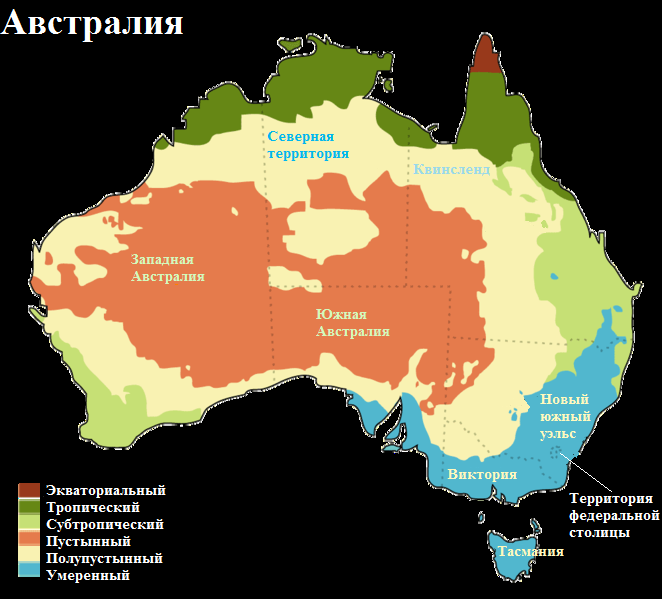 Австралия
Северная
территория
Квинсленд
Западная
Австралия
Южная
Австралия
Новый
южный
уэльс
Виктория
Территория
федеральной
столицы
Тасмания
Экваториальный
Тропический
Субтропический
Пустынный
Полупустынный
Умеренный